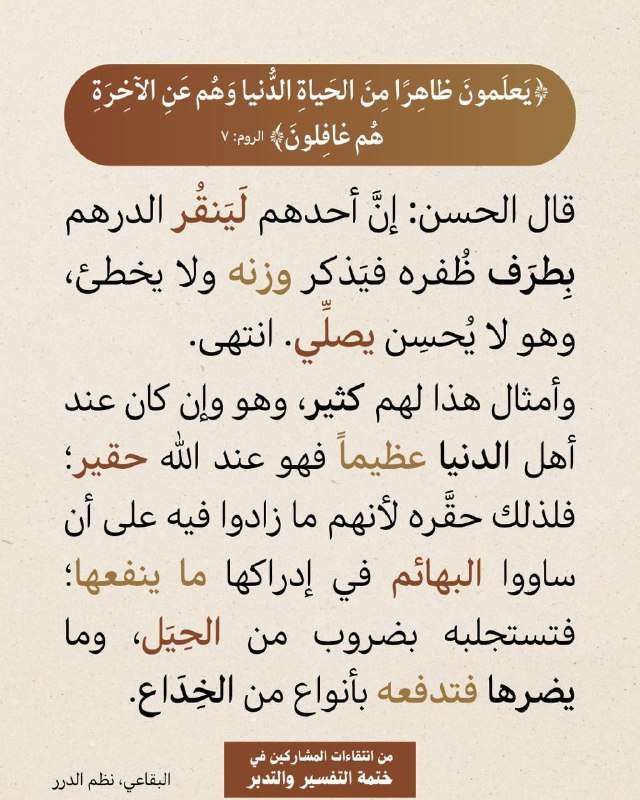 ﴿يَعلَمونَ ظاهِرًا مِنَ الحَياةِ الدُّنيا وَهُم عَنِ الآخِرَةِ
هُم غافِلونَ﴾ الروم: ٧
قال الحسن: إنَّ أحدهم لَيَنقُر الدرهم
بِطرَف ظُفره فيَذكر وزنه ولا يخطئ،
وهو لا يُحسِن يصلِّي. انتهى.
وأمثال هذا لهم كثير، وهو وإن كان عند
أهل الدنيا عظيماً فهو عند الله حقير؛
فلذلك حقَّره لأنهم ما زادوا فيه على أن
ساووا البهائم في إدراكها ما ينفعها؛
فتستجلبه بضروب من الحِيَل، وما
يضرها فتدفعه بأنواع من الخِدَاع.
من انتقاءات المشاركين في
ختمة التفسير والتدبر
البقاعي، نظم الدرر